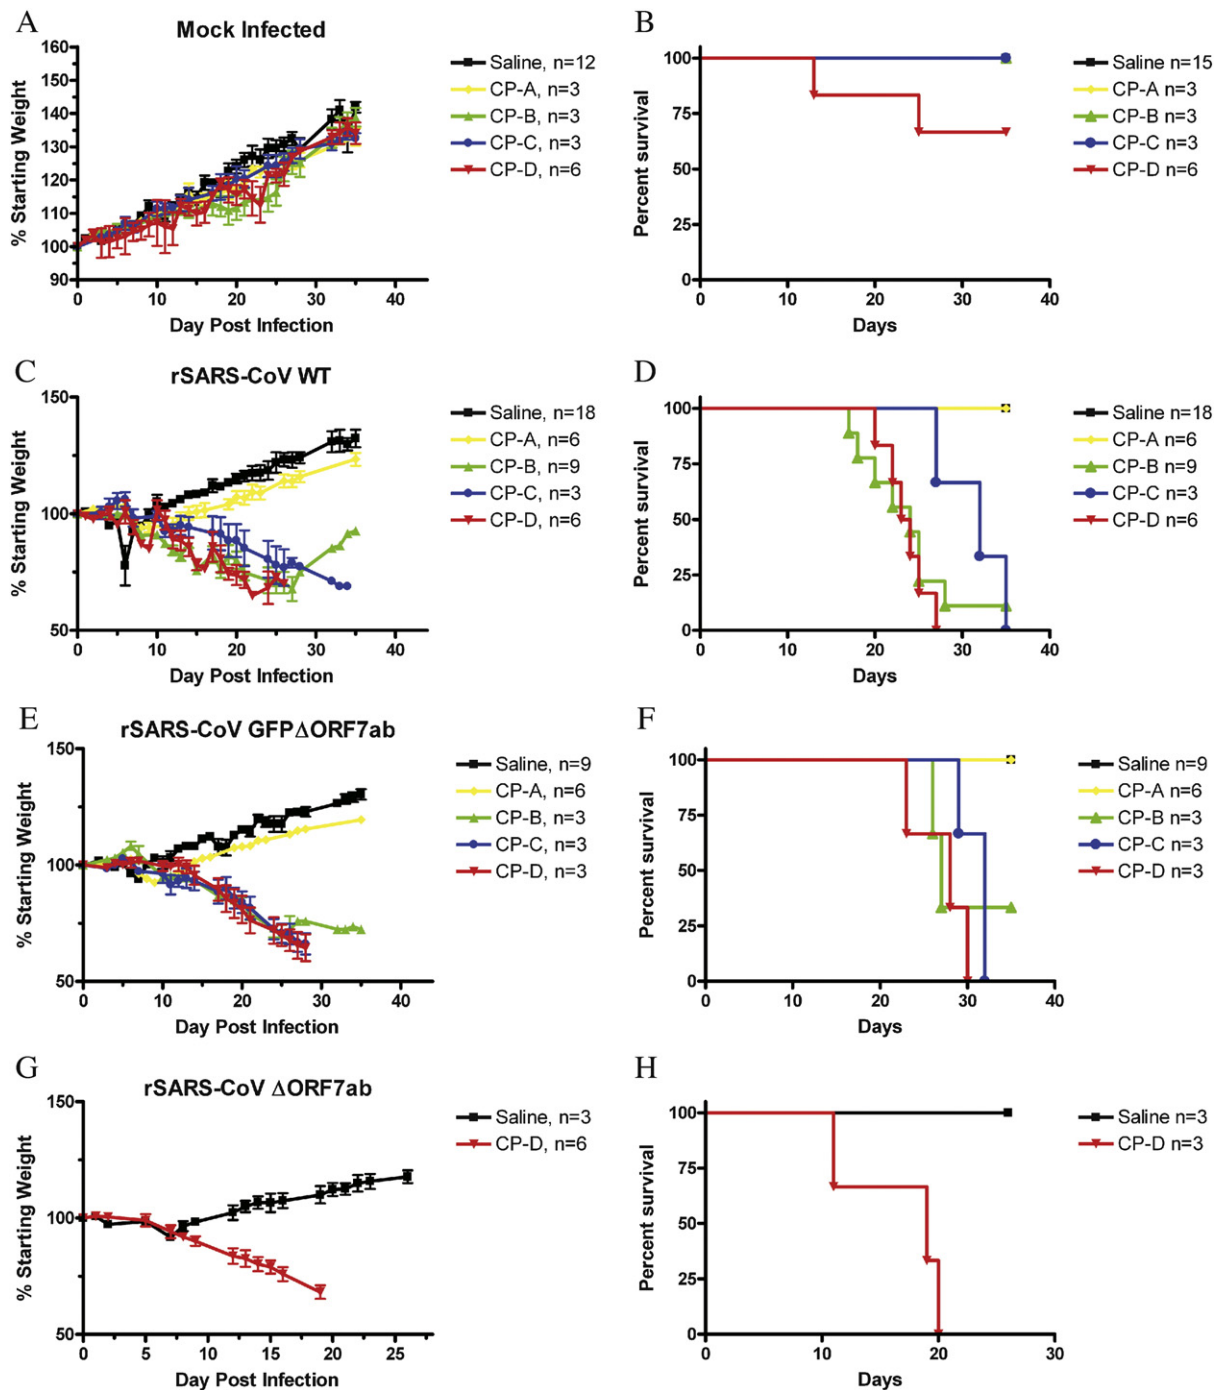 A
Mock Infected
% Starting Weight
160
150
140
130
120
110
100
90
0 10 20 30 40
Day Post Infection
Saline, n=12
CP-A, n=3
CP-B, n=3
CP-C, n=3
CP-D, n=6
B
Percent survival
100
75
50
25
0
0 10 20 30 40
Days
Saline n=15
CP-A n=3
CP-B n=3
CP-C n=3
CP-D n=6
C
rSARS-CoV WT
% Starting Weight
150
100
50
0 10 20 30 40
Day Post Infection
Saline, n=18
CP-A, n=6
CP-B, n=9
CP-C, n=3
CP-D, n=6
D
Percent survival
100
75
50
25
0
0 10 20 30 40
Days
Saline n=18
CP-A n=6
CP-B n=9
CP-C n=3
CP-D n=6
E
rSARS-CoV GFPΔORF7ab
% Starting Weight
150
100
50
0 10 20 30 40
Day Post Infection
Saline, n=9
CP-A, n=6
CP-B, n=3
CP-C, n=3
CP-D, n=3
F
Percent survival
100
75
50
25
0
0 10 20 30 40
Days
Saline n=9
CP-A n=6
CP-B n=3
CP-C n=3
CP-D n=3
G
rSARS-CoV ΔORF7ab
% Starting Weight
150
100
50
0 5 10 15 20 25
Day Post Infection
Saline, n=3
CP-D, n=6
H
Percent survival
100
75
50
25
0
0 10 20 30
Days
Saline n=3
CP-D n=3